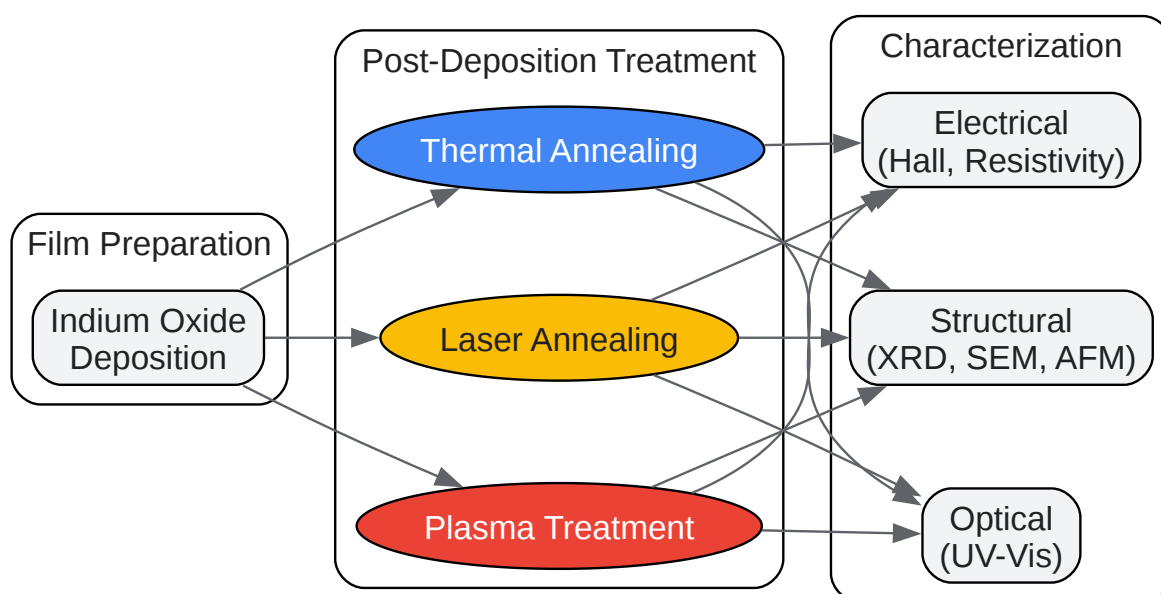 Film Preparation
Indium Oxide
Deposition
Post-Deposition Treatment
Thermal Annealing
Laser Annealing
Plasma Treatment
Characterization
Electrical
(Hall, Resistivity)
Structural
(XRD, SEM, AFM)
Optical
(UV-Vis)